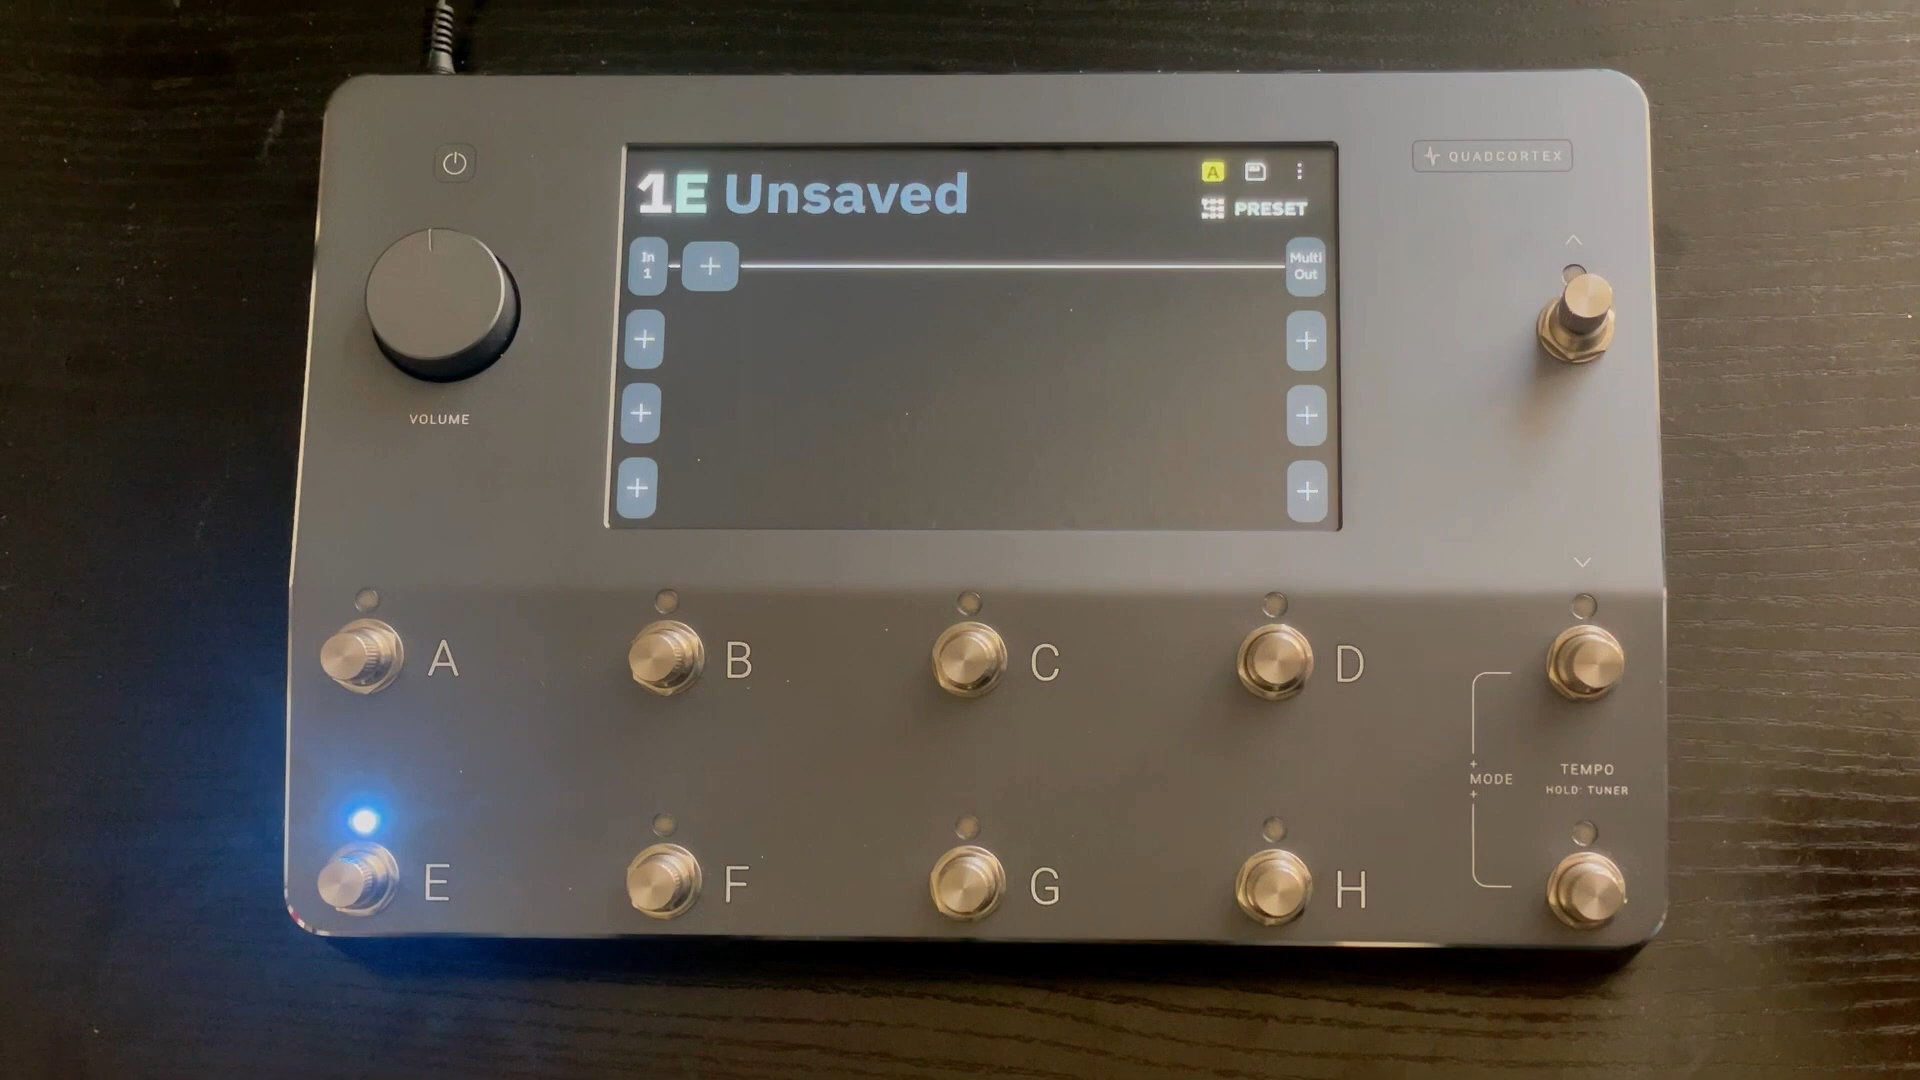 QUADCORTEX
1E Unsaved
A
PRESET
In
1
Multi
Out
+
+
+
+
+
+
+
VOLUME
A
B
C
D
+
MODE
+
TEMPO
HOLD: TUNER
E
F
G
H